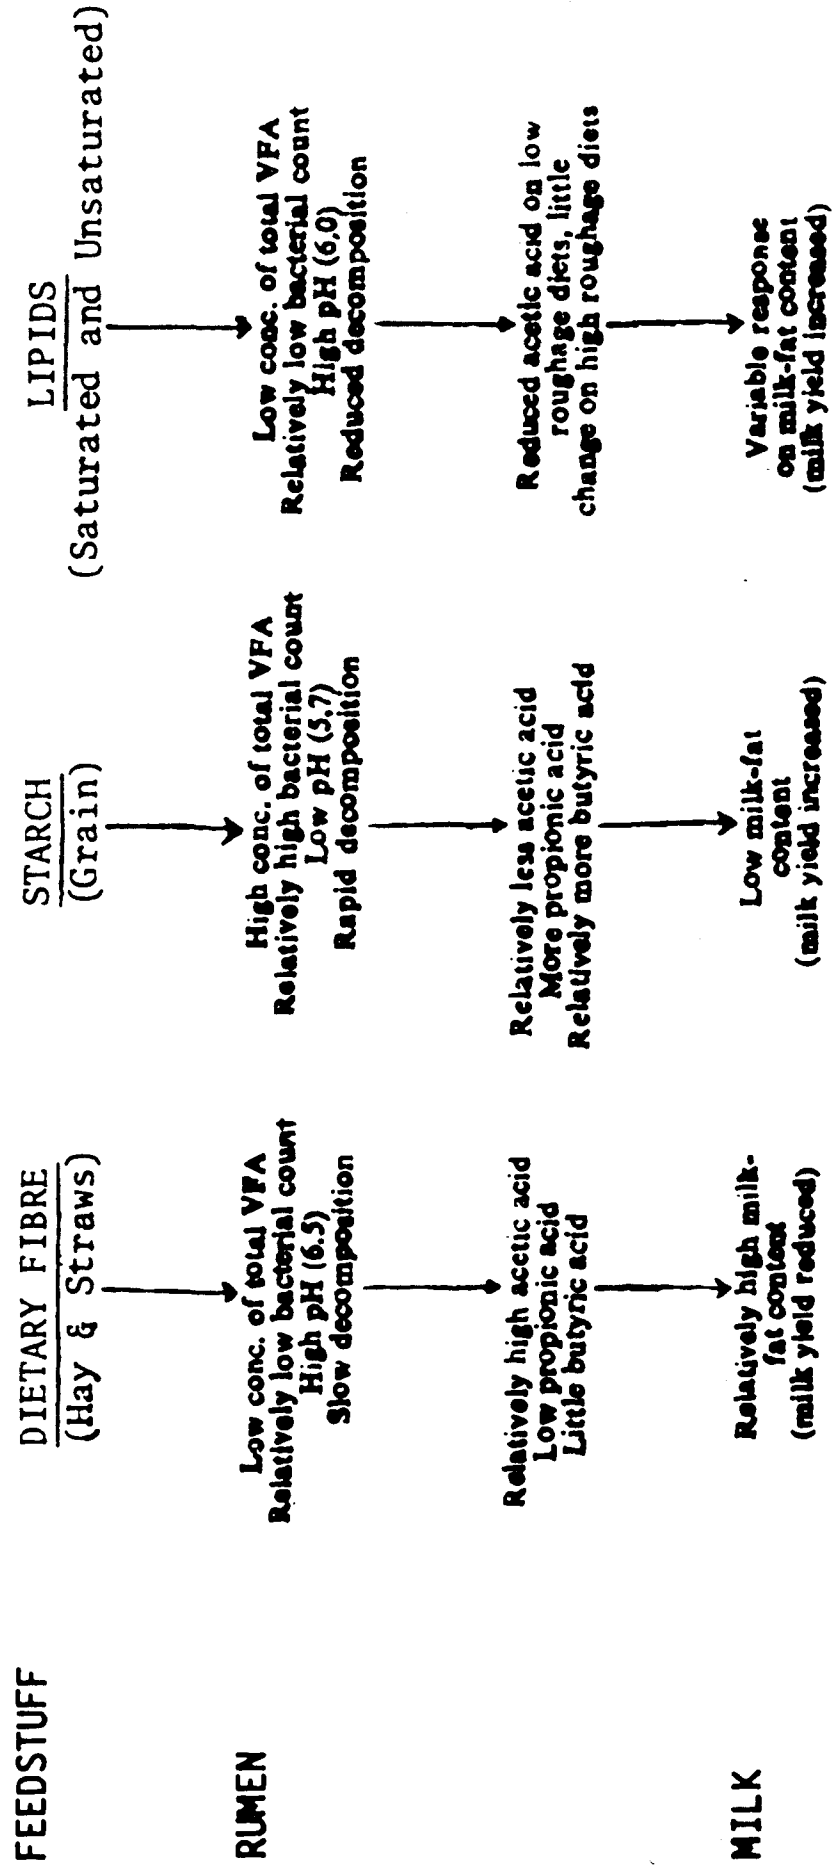 FEEDSTUFF
DIETARY FIBRE
(Hay & Straws)
STARCH
(Grain)
LIPIDS
(Saturated and Unsaturated)
RUMEN
Low conc. of total VFA
Relatively low bacterial count
High pH (6.5)
Slow decomposition
High conc. of total VFA
Relatively high bacterial count
Low pH (5,7)
Rapid decomposition
Low conc. of total VFA
Relatively low bacterial count
High pH (6,0)
Reduced decomposition
Relatively high acetic acid
Low propionic acid
Little butyric acid
Relatively less acetic acid
More propionic acid
Relatively more butyric acid
Reduced acetic acid on low
roughage diets, little
change on high roughage diets
MILK
Relatively high milk-
fat content
(milk yield reduced)
Low milk-fat
content
(milk yield increased)
Variable response
on milk-fat content
(milk yield increased)